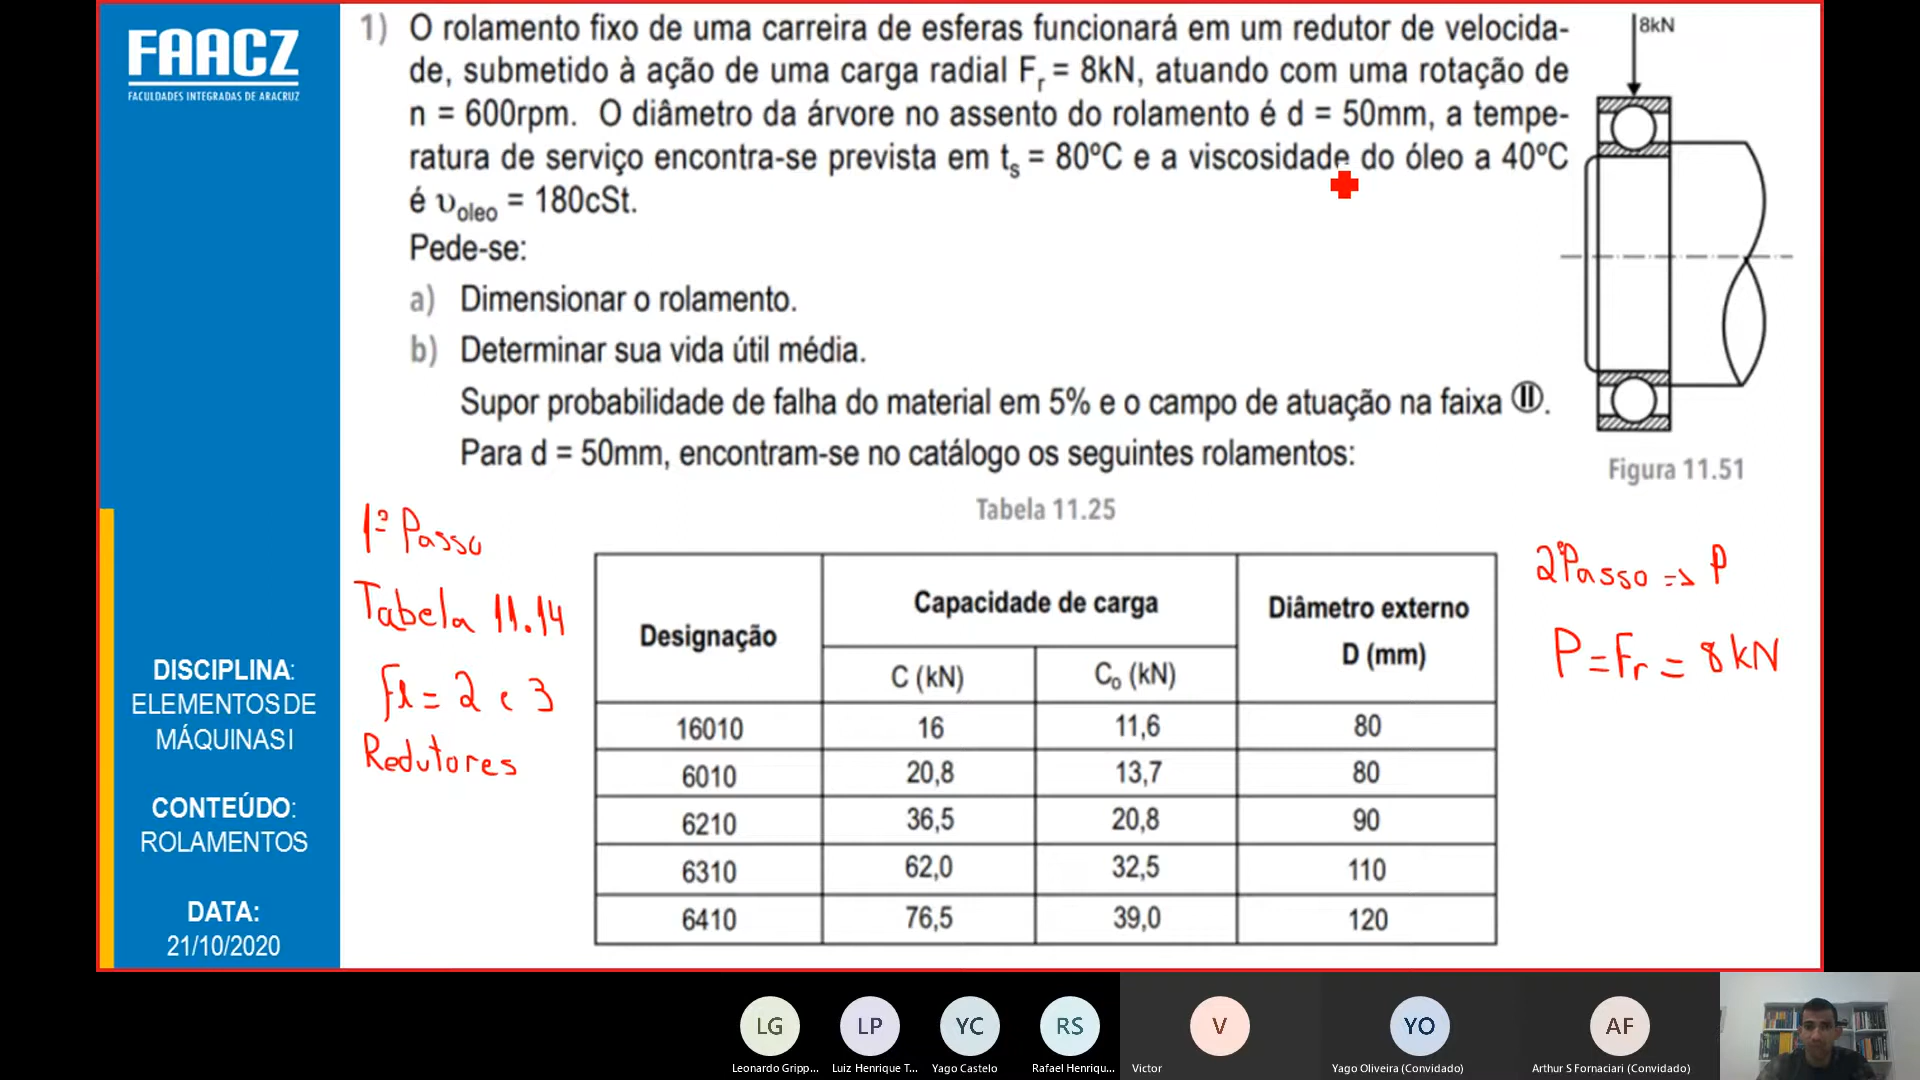 FAACZ
FACULDADES INTEGRADAS DE ARACRUZ
DISCIPLINA:
ELEMENTOS DE
MÁQUINAS I
CONTEÚDO:
ROLAMENTOS
DATA:
21/10/2020
1) O rolamento fixo de uma carreira de esferas funcionará em um redutor de velocida-
de, submetido à ação de uma carga radial Fr = 8kN, atuando com uma rotação de
n = 600rpm. O diâmetro da árvore no assento do rolamento é d = 50mm, a tempe-
ratura de serviço encontra-se prevista em ts = 80ºC e a viscosidade do óleo a 40ºC
é υoleo = 180cSt.
Pede-se:
a) Dimensionar o rolamento.
b) Determinar sua vida útil média.
Supor probabilidade de falha do material em 5% e o campo de atuação na faixa Ⅱ.
Para d = 50mm, encontram-se no catálogo os seguintes rolamentos:
8kN
Figura 11.51
Tabela 11.25
1º Passo
Tabela 11.14
fl = 2 e 3
Redutores
Designação Capacidade de carga Diâmetro externo
D (mm)
C (kN) Co (kN)
16010 16 11,6 80
6010 20,8 13,7 80
6210 36,5 20,8 90
6310 62,0 32,5 110
6410 76,5 39,0 120
2º Passo => P
P = Fr = 8 kN
LG LP YC RS V YO AF
Leonardo Gripp... Luiz Henrique T... Yago Castelo Rafael Henriqu... Victor Yago Oliveira (Convidado) Arthur S Fornaciari (Convidado)